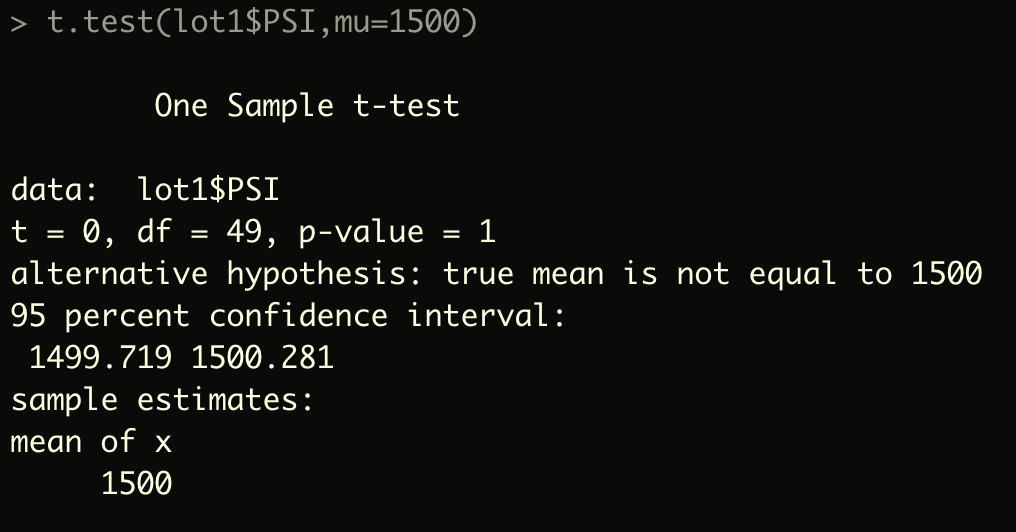 > t.test(lot1$PSI,mu=1500)
One Sample t-test
data:  lot1$PSI
t = 0, df = 49, p-value = 1
alternative hypothesis: true mean is not equal to 1500
95 percent confidence interval:
1499.719 1500.281
sample estimates:
mean of x
1500